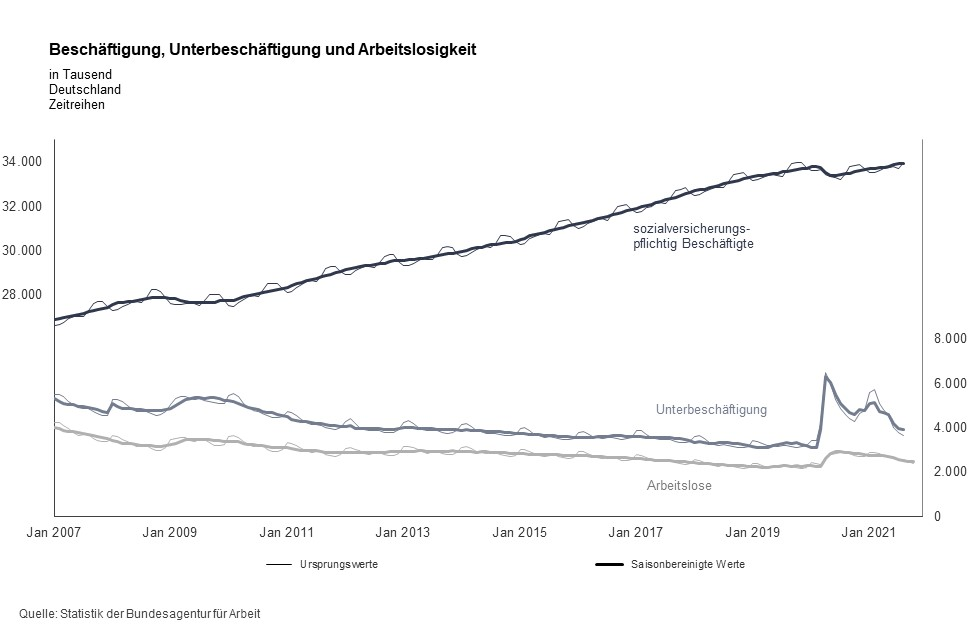 Beschäftigung, Unterbeschäftigung und Arbeitslosigkeit
in Tausend
Deutschland
Zeitreihen
34.000
32.000
30.000
28.000
sozialversicherungs-
pflichtig Beschäftigte
8.000
6.000
4.000
2.000
0
Unterbeschäftigung
Arbeitslose
Jan 2007 Jan 2009 Jan 2011 Jan 2013 Jan 2015 Jan 2017 Jan 2019 Jan 2021
Ursprungswerte Saisonbereinigte Werte
Quelle: Statistik der Bundesagentur für Arbeit